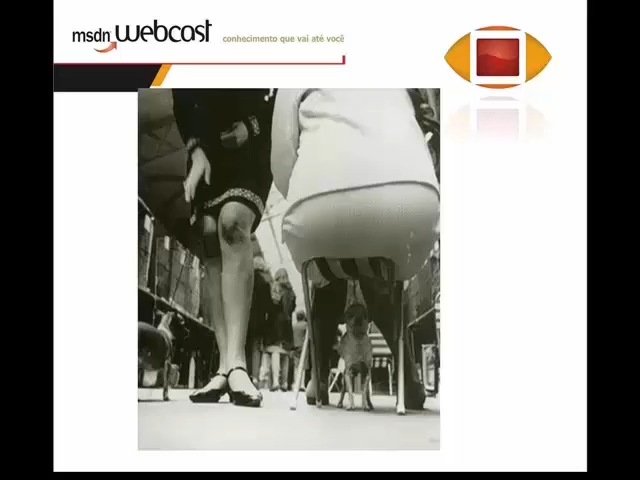 msdn webcast conhecimento que vai até você